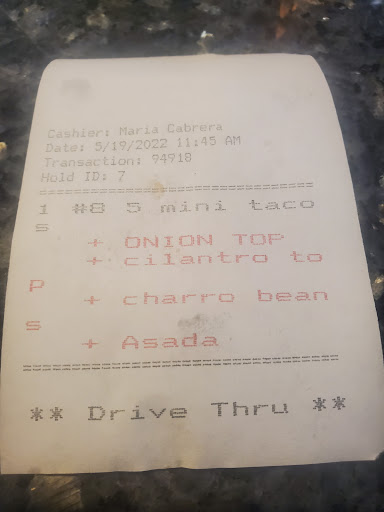 Cashier: Maria Cabrera
Date: 5/19/2022 11:45 AM
Transaction: 94918
Hold ID: 7
================================
1 #8 5 mini taco
s
+ ONION TOP
+ cilantro to
P
+ charro bean
s
+ Asada
================================
** Drive Thru **